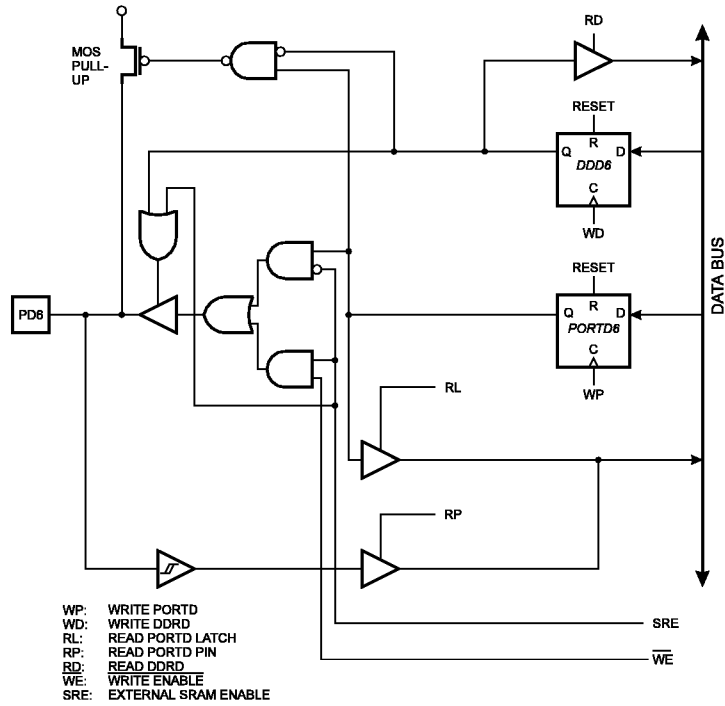 RD
MOS
PULL-
UP
RESET
R
Q
D
DDD6
C
WD
DATA BUS
RESET
PD6
R
Q
D
PORTD6
C
WP
RL
RP
WP: WRITE PORTD
WD: WRITE DDRD
RL: READ PORTD LATCH
RP: READ PORTD PIN
RD: READ DDRD
WE: WRITE ENABLE
SRE: EXTERNAL SRAM ENABLE
SRE
WE